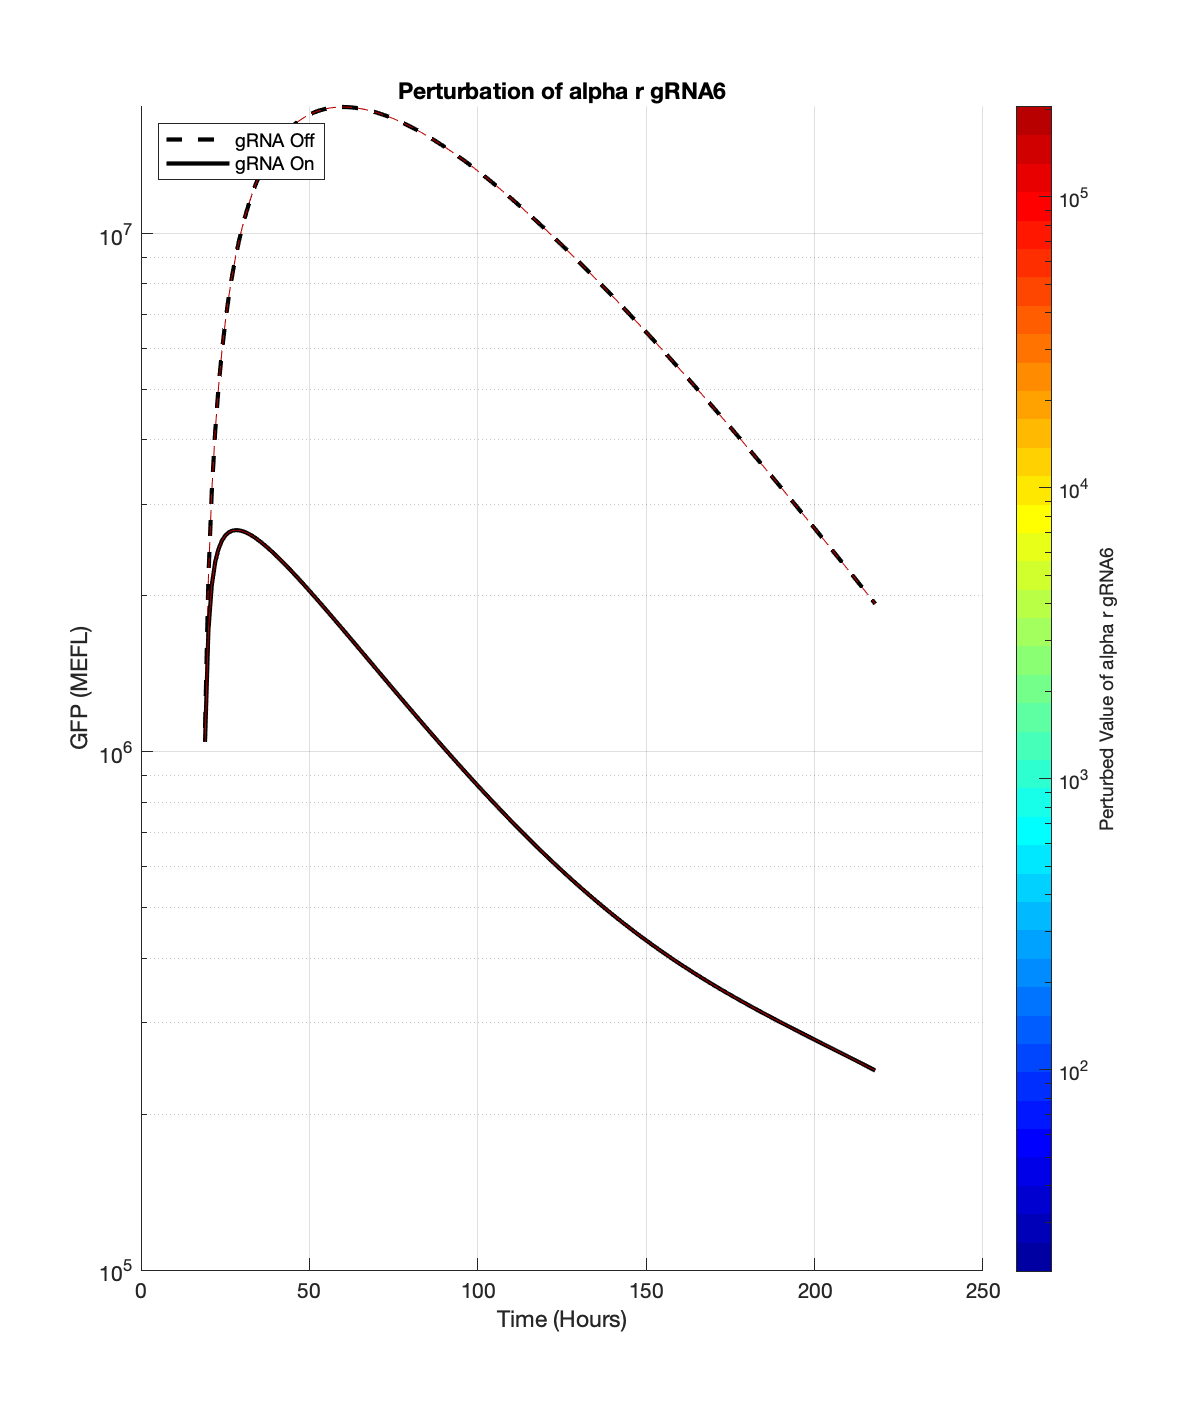 Perturbation of alpha r gRNA6
gRNA Off
gRNA On
10^7
10^6
10^5
GFP (MEFL)
0 50 100 150 200 250
Time (Hours)
10^5
10^4
10^3
10^2
Perturbed Value of alpha r gRNA6